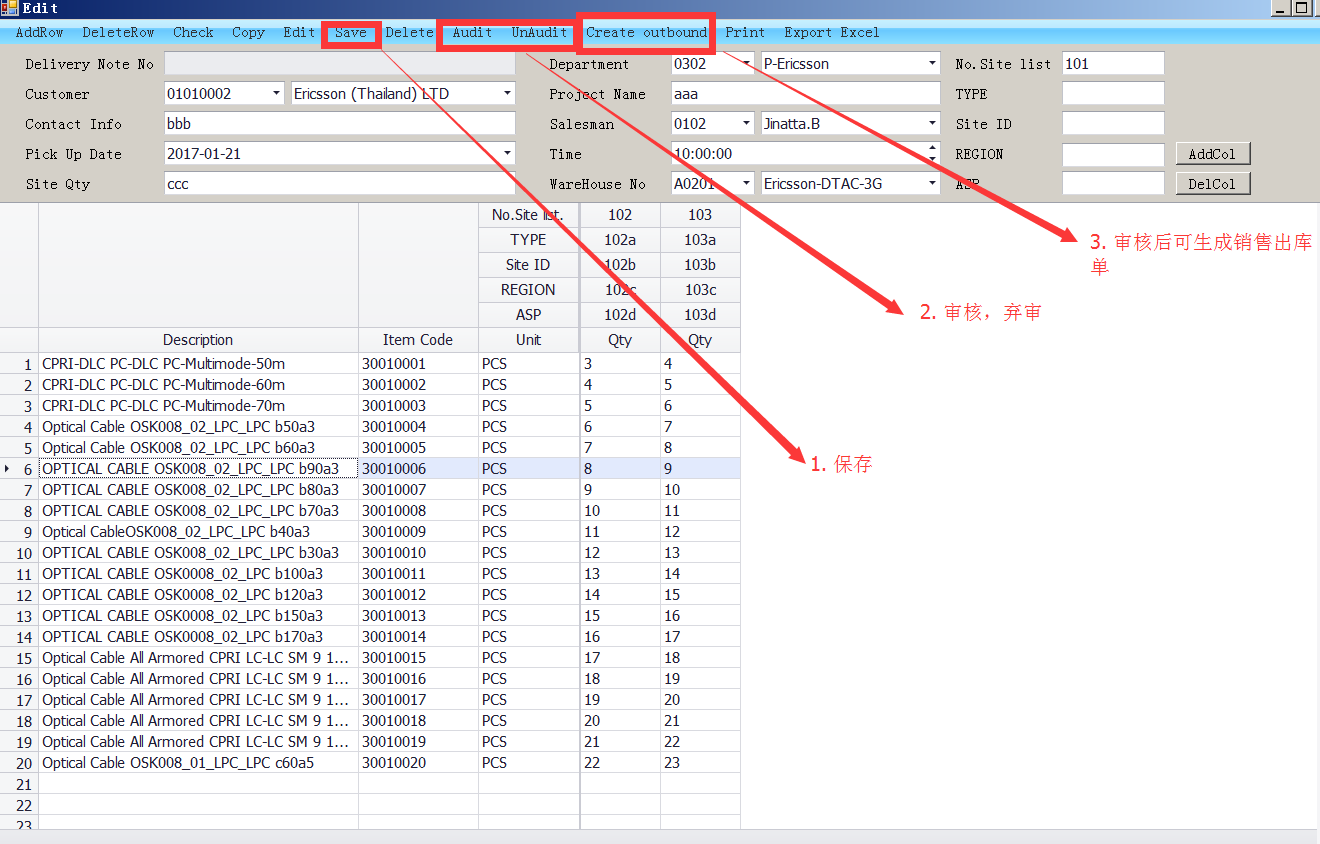 Edit
AddRow DeleteRow Check Copy Edit Save Delete Audit UnAudit Create outbound Print Export Excel
Delivery Note No Department 0302 P-Ericsson No.Site list 101
Customer 01010002 Ericsson (Thailand) LTD Project Name aaa TYPE
Contact Info bbb Salesman 0102 Jinatta.B Site ID
Pick Up Date 2017-01-21 Time 10:00:00 REGION AddCol
Site Qty ccc WareHouse No A0201 Ericsson-DTAC-3G ASP DelCol
No.Site list. 102 103
TYPE 102a 103a
Site ID 102b 103b
REGION 102c 103c
ASP 102d 103d
Description Item Code Unit Qty Qty
1 CPRI-DLC PC-DLC PC-Multimode-50m 30010001 PCS 3 4
2 CPRI-DLC PC-DLC PC-Multimode-60m 30010002 PCS 4 5
3 CPRI-DLC PC-DLC PC-Multimode-70m 30010003 PCS 5 6
4 Optical Cable OSK008_02_LPC_LPC b50a3 30010004 PCS 6 7
5 Optical Cable OSK008_02_LPC_LPC b60a3 30010005 PCS 7 8
6 OPTICAL CABLE OSK008_02_LPC_LPC b90a3 30010006 PCS 8 9
7 OPTICAL CABLE OSK008_02_LPC_LPC b80a3 30010007 PCS 9 10
8 OPTICAL CABLE OSK008_02_LPC_LPC b70a3 30010008 PCS 10 11
9 Optical CableOSK008_02_LPC_LPC b40a3 30010009 PCS 11 12
10 OPTICAL CABLE OSK008_02_LPC_LPC b30a3 30010010 PCS 12 13
11 OPTICAL CABLE OSK0008_02_LPC b100a3 30010011 PCS 13 14
12 OPTICAL CABLE OSK0008_02_LPC b120a3 30010012 PCS 14 15
13 OPTICAL CABLE OSK0008_02_LPC b150a3 30010013 PCS 15 16
14 OPTICAL CABLE OSK0008_02_LPC b170a3 30010014 PCS 16 17
15 Optical Cable All Armored CPRI LC-LC SM 9 1... 30010015 PCS 17 18
16 Optical Cable All Armored CPRI LC-LC SM 9 1... 30010016 PCS 18 19
17 Optical Cable All Armored CPRI LC-LC SM 9 1... 30010017 PCS 19 20
18 Optical Cable All Armored CPRI LC-LC SM 9 1... 30010018 PCS 20 21
19 Optical Cable All Armored CPRI LC-LC SM 9 1... 30010019 PCS 21 22
20 Optical Cable OSK008_01_LPC_LPC c60a5 30010020 PCS 22 23
21
22
23
3. 审核后可生成销售出库
单
2. 审核，弃审
1. 保存